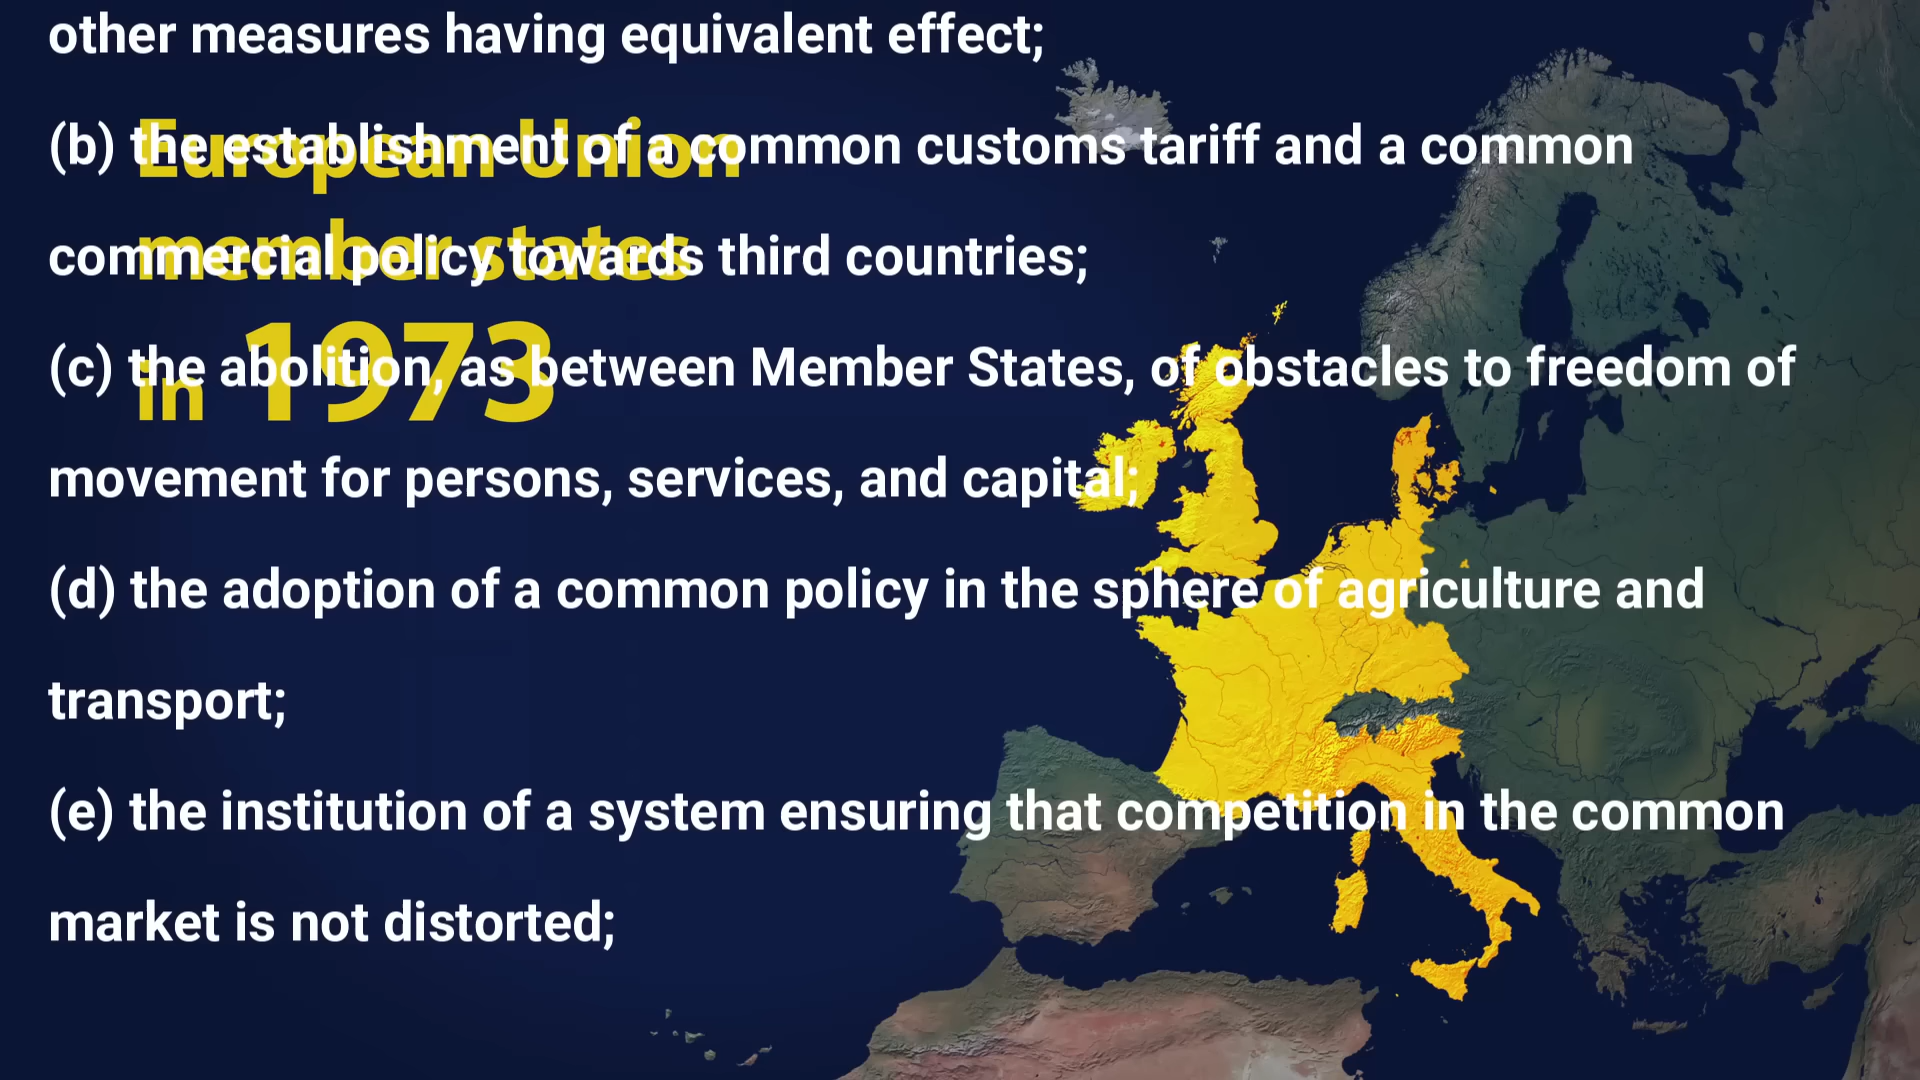 other measures having equivalent effect;
(b) the establishment of a common customs tariff and a common
commercial policy towards third countries;
(c) the abolition, as between Member States, of obstacles to freedom of
movement for persons, services, and capital;
(d) the adoption of a common policy in the sphere of agriculture and
transport;
(e) the institution of a system ensuring that competition in the common
market is not distorted;
European Union
member states
in 1973